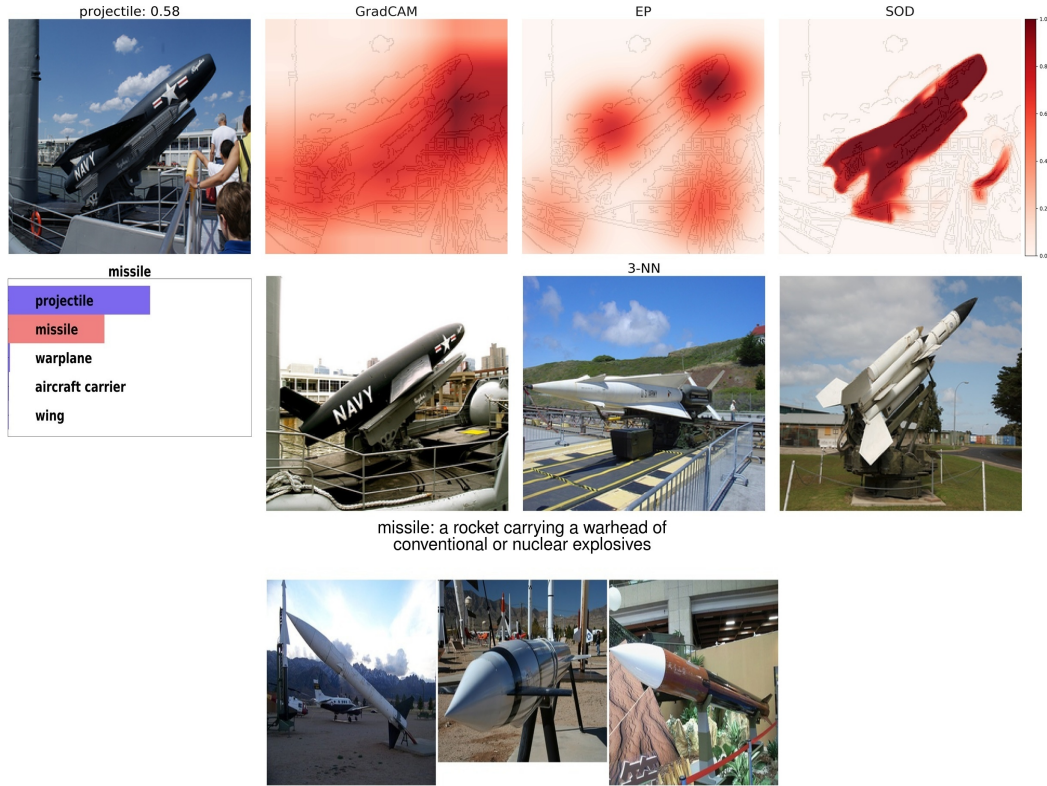 projectile: 0.58
GradCAM
EP
SOD
1.0
0.8
0.6
0.4
0.2
0.0
NAVY
missile
projectile
missile
warplane
aircraft carrier
wing
3-NN
NAVY
missile: a rocket carrying a warhead of
conventional or nuclear explosives